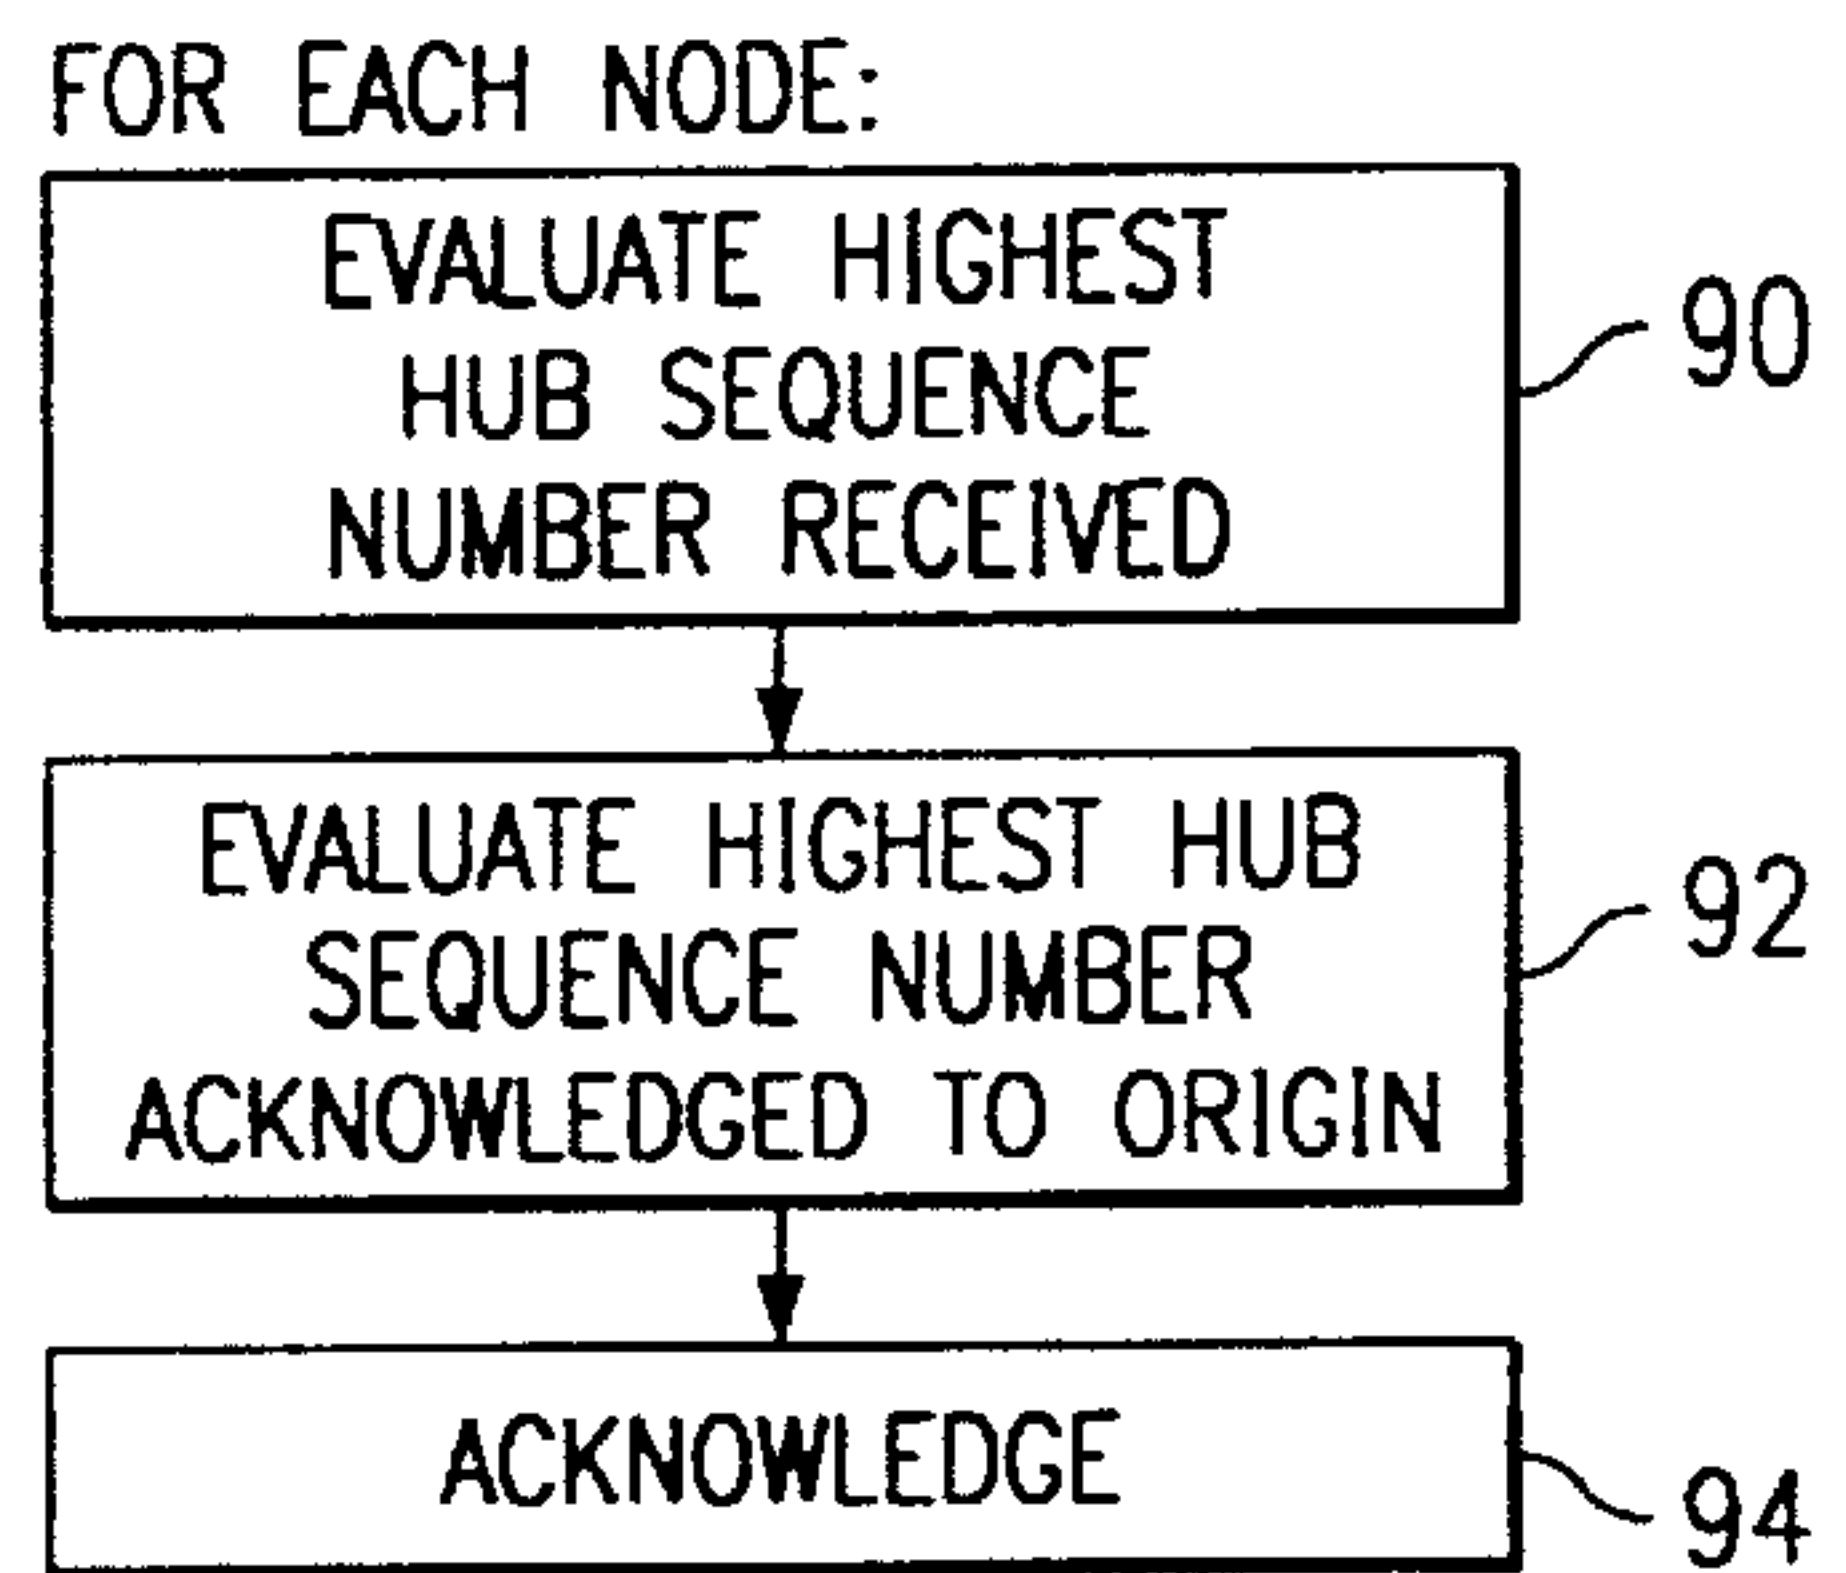 FOR EACH NODE:
EVALUATE HIGHEST
HUB SEQUENCE
NUMBER RECEIVED
90
EVALUATE HIGHEST HUB
SEQUENCE NUMBER
ACKNOWLEDGED TO ORIGIN
92
ACKNOWLEDGE
94